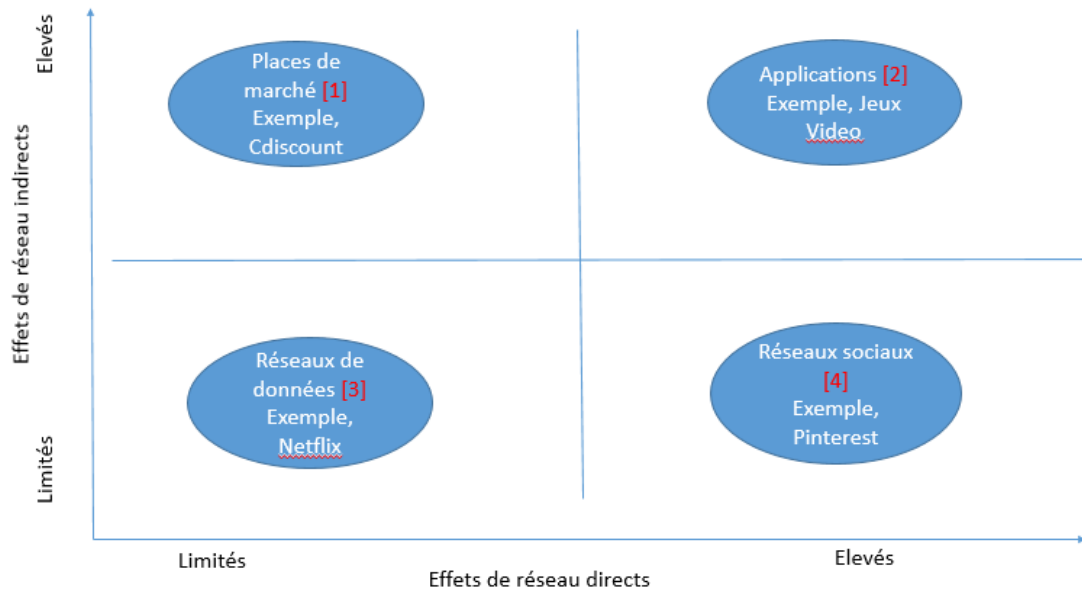 Elevés
Effets de réseau indirects
Limités
Places de
marché [1]
Exemple,
Cdiscount
Applications [2]
Exemple, Jeux
Video
Réseaux de
données [3]
Exemple,
Netflix
Réseaux sociaux
[4]
Exemple,
Pinterest
Limités
Elevés
Effets de réseau directs